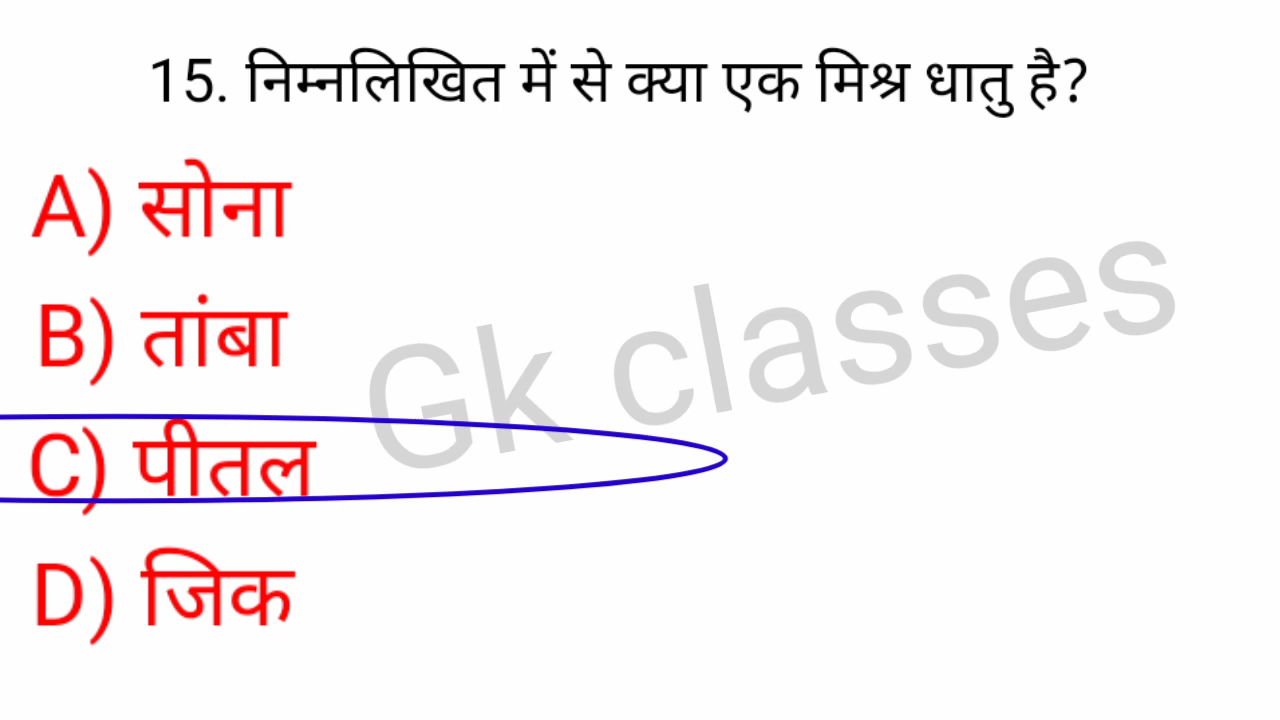 15. निम्नलिखित में से क्या एक मिश्र धातु है?
A) सोना
B) तांबा
Gk classes
C) पीतल
D) जिक